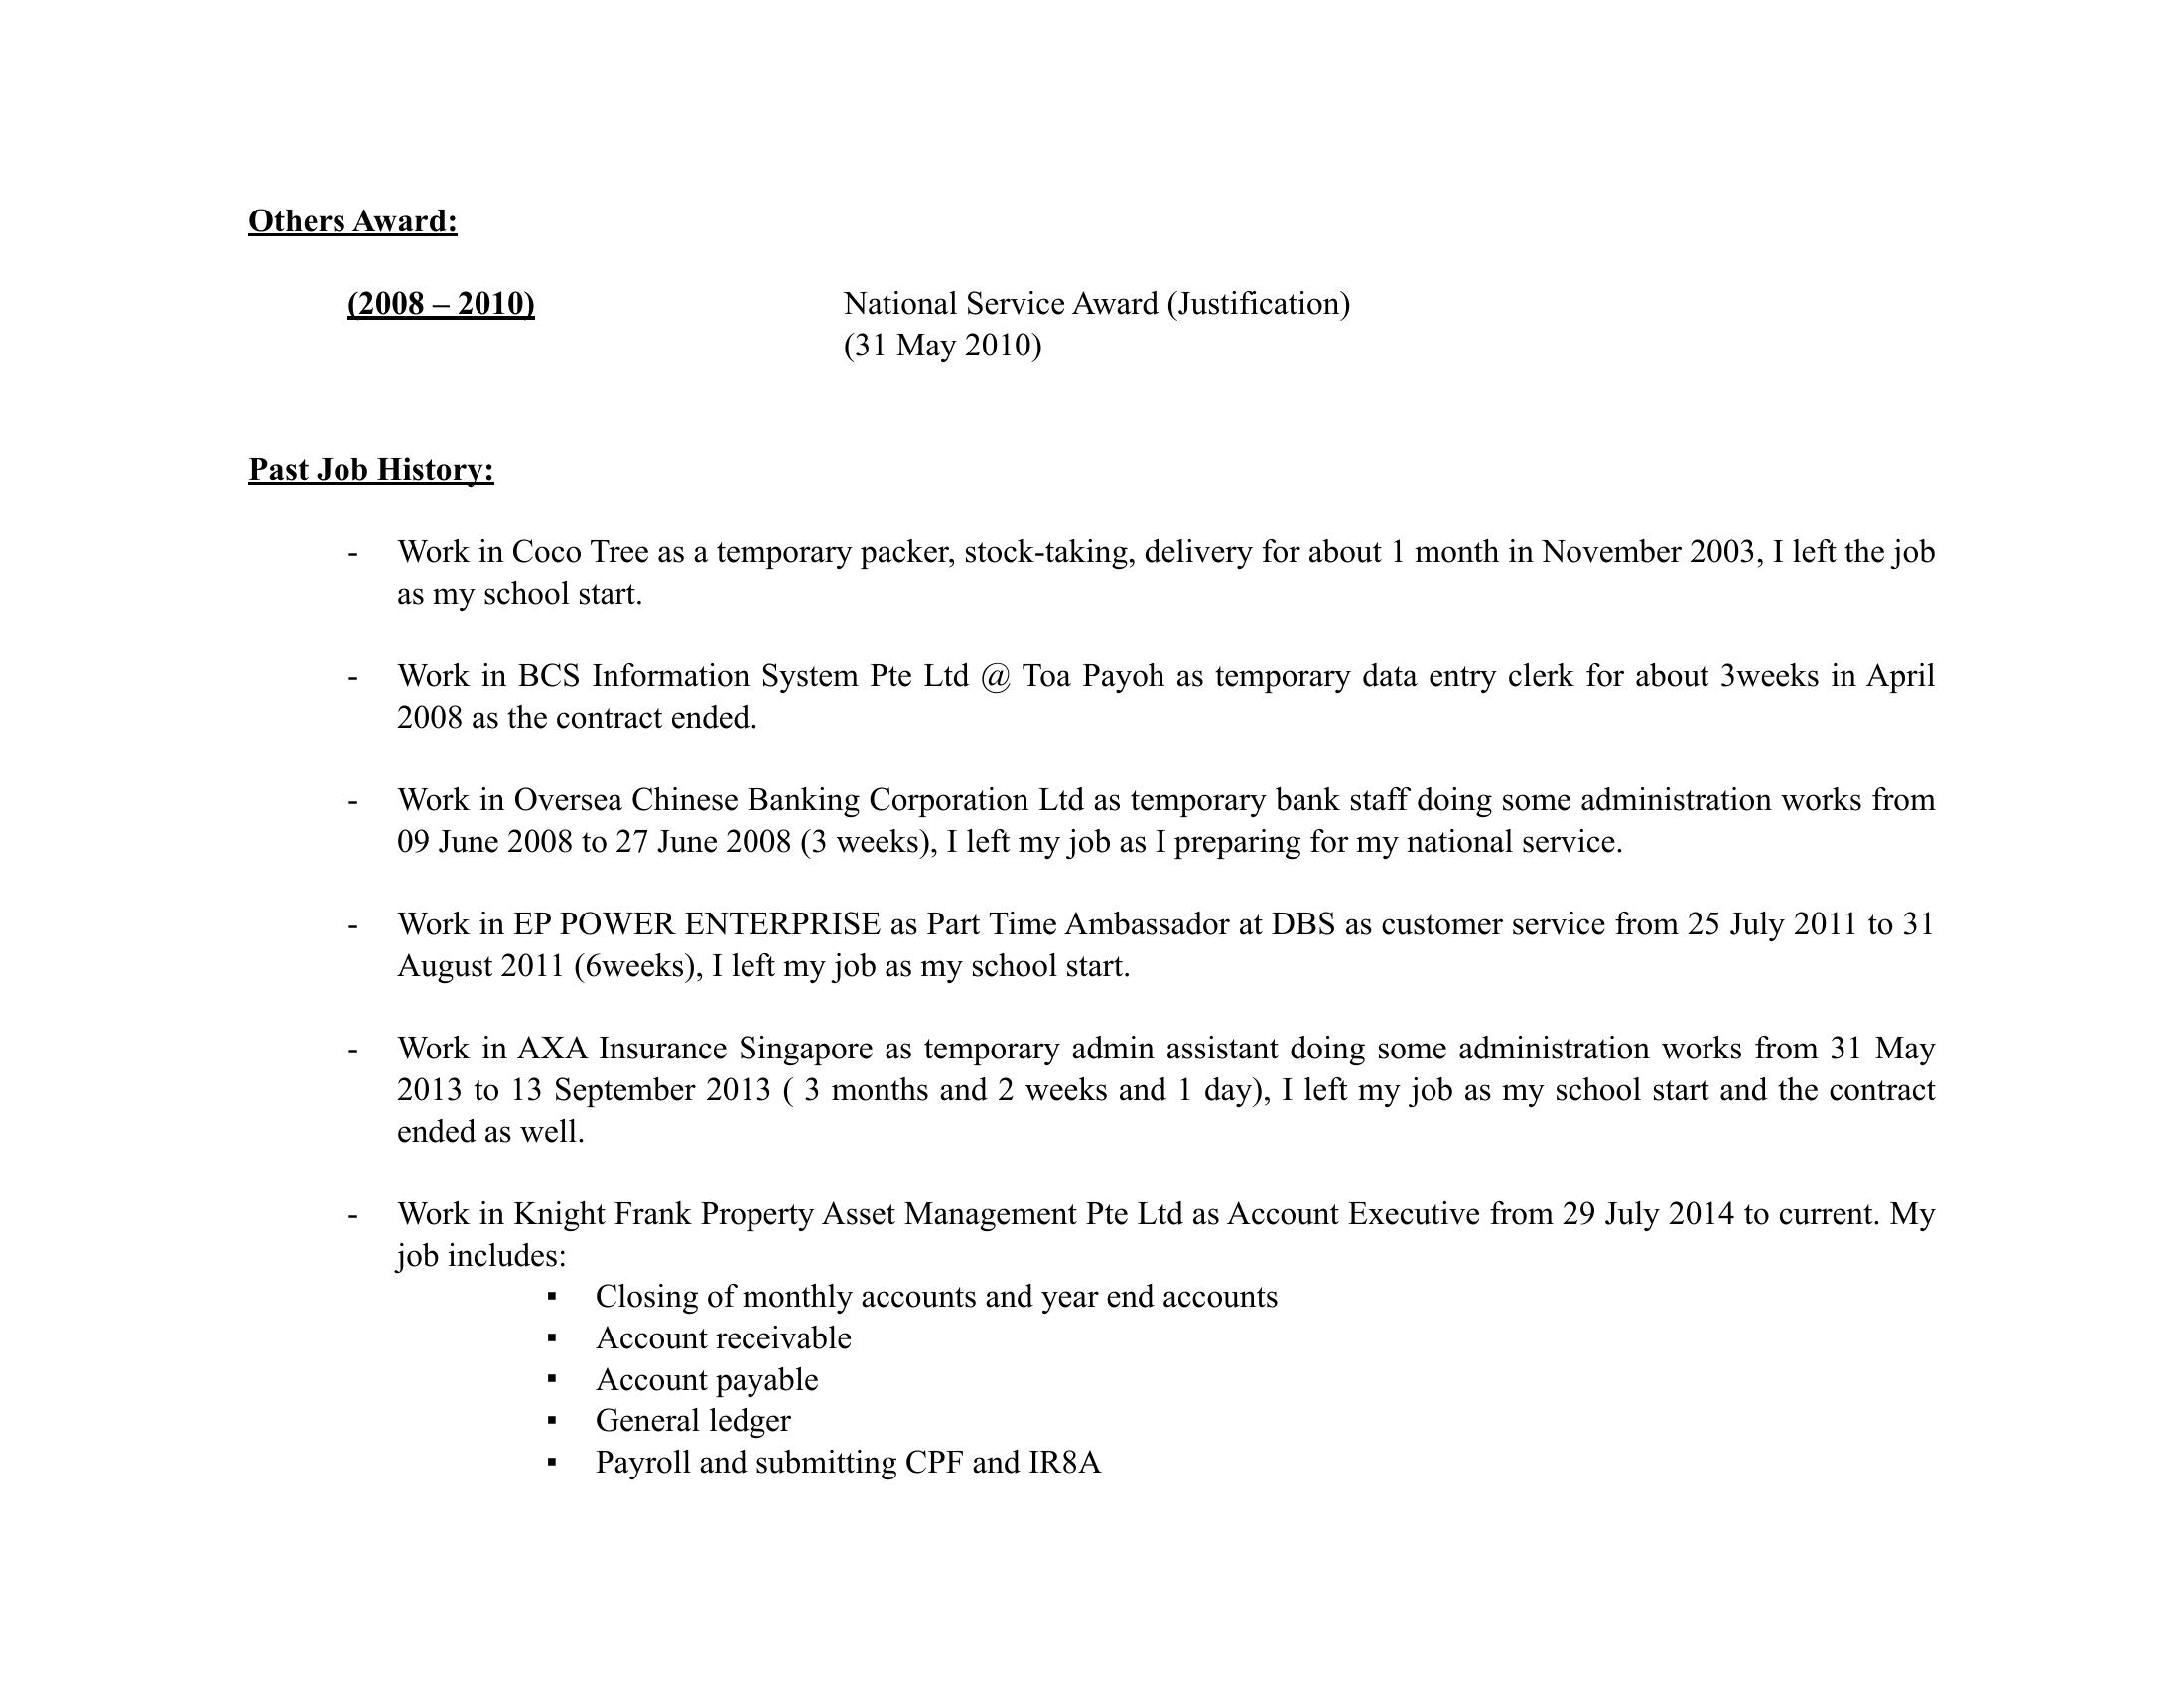 Others Award:
(2008 – 2010) National Service Award (Justification)
(31 May 2010)
Past Job History:
- Work in Coco Tree as a temporary packer, stock-taking, delivery for about 1 month in November 2003, I left the job
as my school start.
- Work in BCS Information System Pte Ltd @ Toa Payoh as temporary data entry clerk for about 3weeks in April
2008 as the contract ended.
- Work in Oversea Chinese Banking Corporation Ltd as temporary bank staff doing some administration works from
09 June 2008 to 27 June 2008 (3 weeks), I left my job as I preparing for my national service.
- Work in EP POWER ENTERPRISE as Part Time Ambassador at DBS as customer service from 25 July 2011 to 31
August 2011 (6weeks), I left my job as my school start.
- Work in AXA Insurance Singapore as temporary admin assistant doing some administration works from 31 May
2013 to 13 September 2013 ( 3 months and 2 weeks and 1 day), I left my job as my school start and the contract
ended as well.
- Work in Knight Frank Property Asset Management Pte Ltd as Account Executive from 29 July 2014 to current. My
job includes:
▪ Closing of monthly accounts and year end accounts
▪ Account receivable
▪ Account payable
▪ General ledger
▪ Payroll and submitting CPF and IR8A